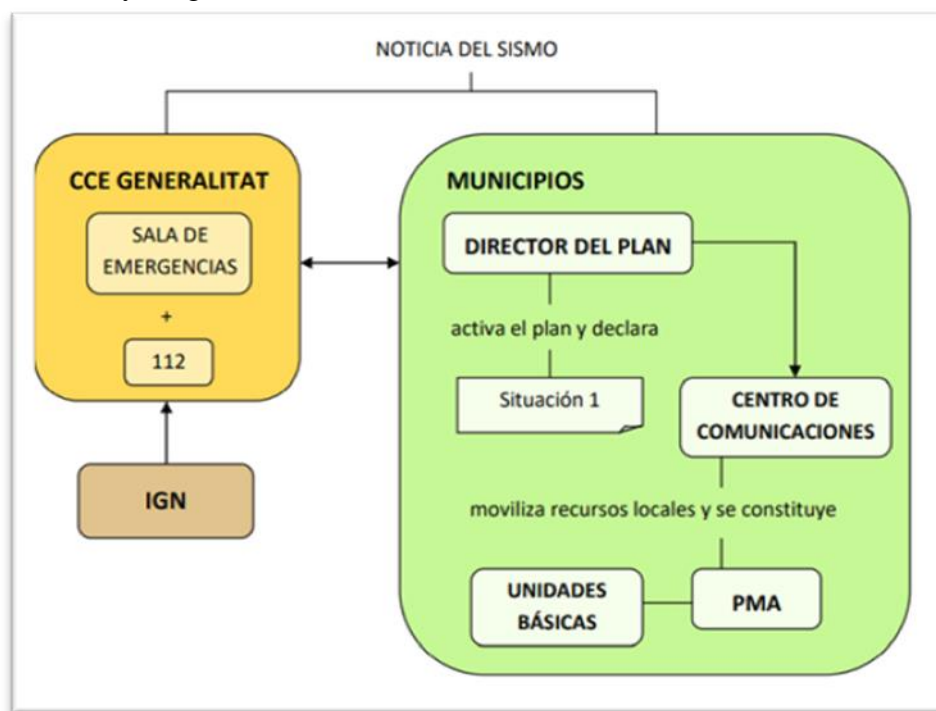 NOTICIA DEL SISMO
CCE GENERALITAT
SALA DE
EMERGENCIAS
+
112
IGN
MUNICIPIOS
DIRECTOR DEL PLAN
activa el plan y declara
Situación 1
CENTRO DE
COMUNICACIONES
moviliza recursos locales y se constituye
UNIDADES
BÁSICAS
PMA